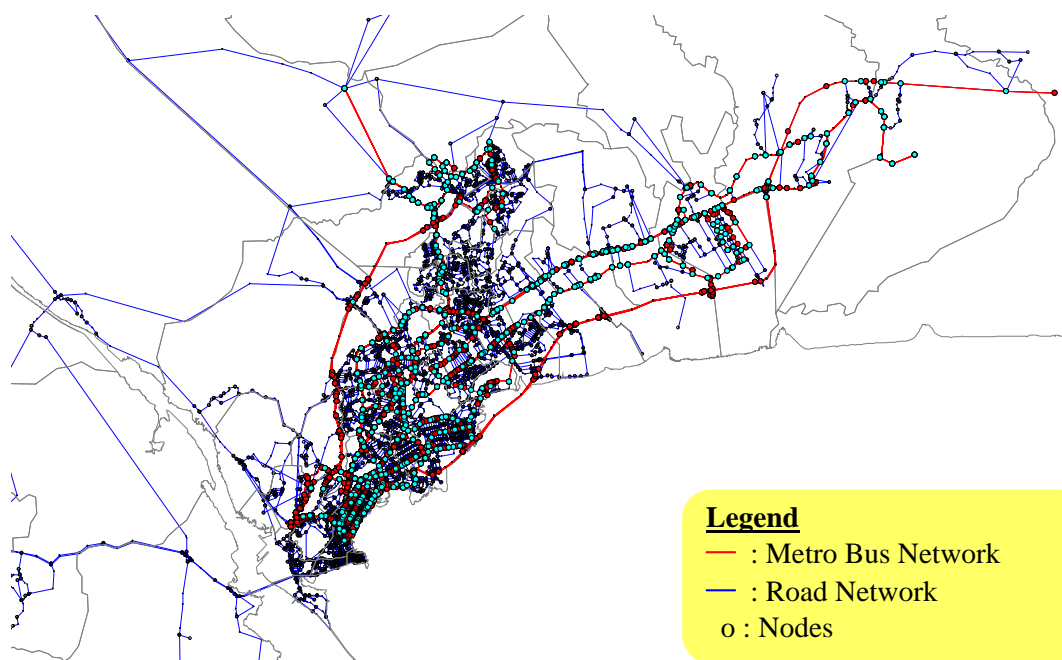 Legend
: Metro Bus Network
: Road Network
o : Nodes